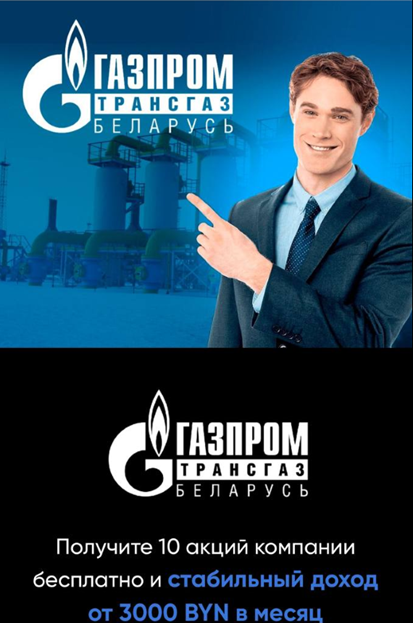 ГАЗПРОМ
ТРАНСГАЗ
БЕЛАРУСЬ
ГАЗПРОМ
ТРАНСГАЗ
БЕЛАРУСЬ
Получите 10 акций компании
бесплатно и стабильный доход
от 3000 BYN в месяц